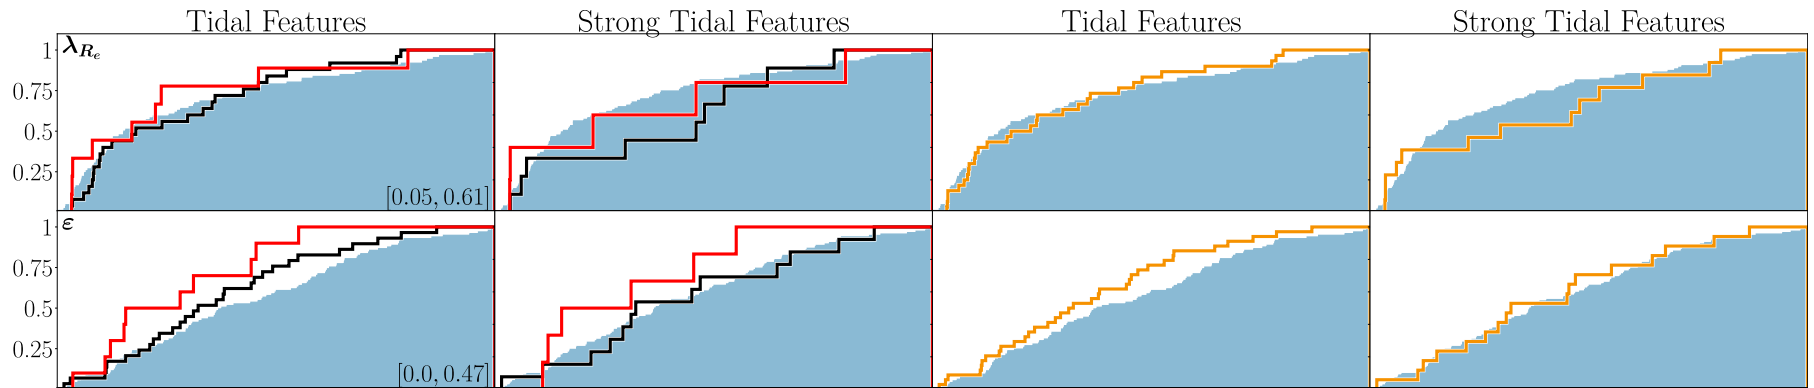 Tidal Features
Strong Tidal Features
Tidal Features
Strong Tidal Features
λ_{R_e}
1
0.75
0.5
0.25
[0.05, 0.61]
ε
1
0.75
0.5
0.25
[0.0, 0.47]